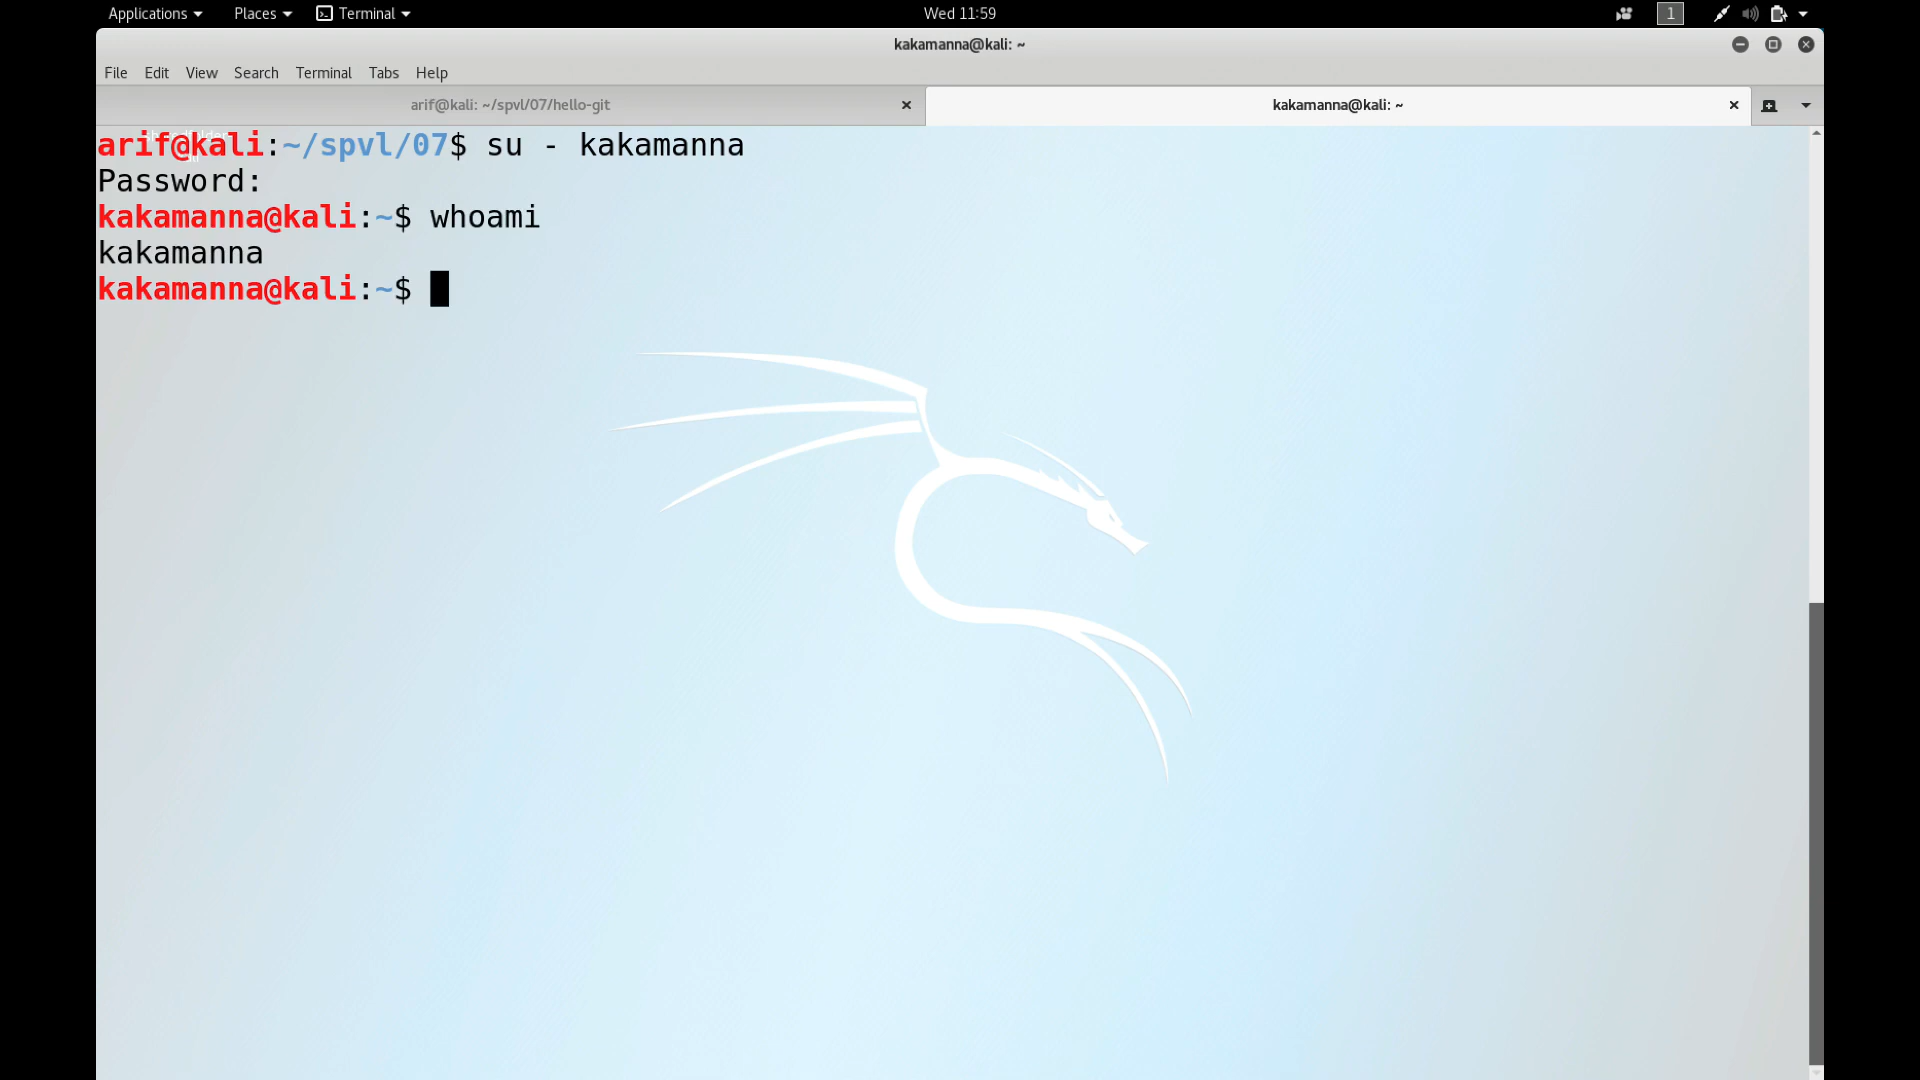 Applications Places Terminal Wed 11:59 1
kakamanna@kali: ~
File Edit View Search Terminal Tabs Help
arif@kali: ~/spvl/07/hello-git kakamanna@kali: ~
arif@kali:~/spvl/07$ su - kakamanna
Password:
kakamanna@kali:~$ whoami
kakamanna
kakamanna@kali:~$